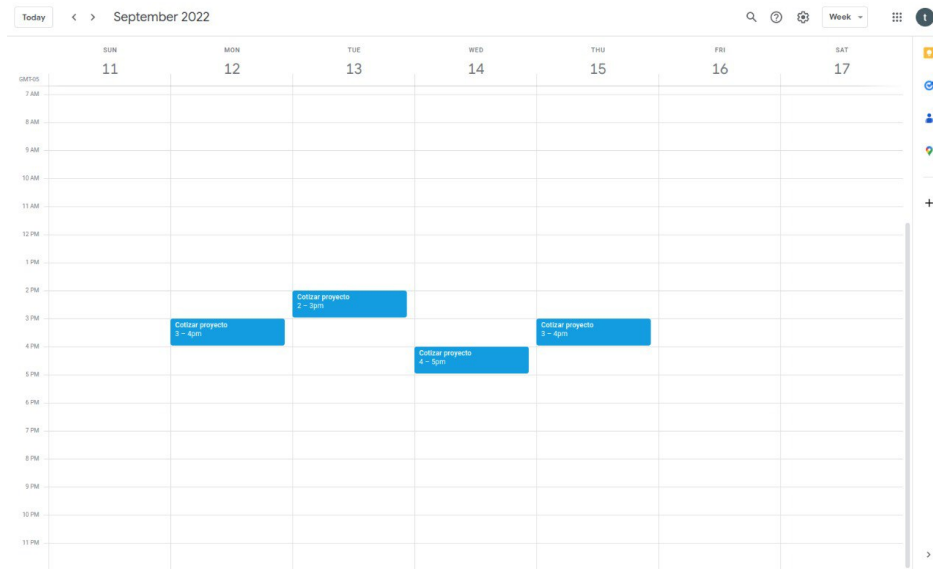 Today September 2022 Week t
SUN MON TUE WED THU FRI SAT
11 12 13 14 15 16 17
GMT-05
7 AM
8 AM
9 AM
10 AM
11 AM
12 PM
1 PM
2 PM
Cotizar proyecto
2 – 3pm
3 PM
Cotizar proyecto
3 – 4pm
Cotizar proyecto
3 – 4pm
4 PM
Cotizar proyecto
4 – 5pm
5 PM
6 PM
7 PM
8 PM
9 PM
10 PM
11 PM